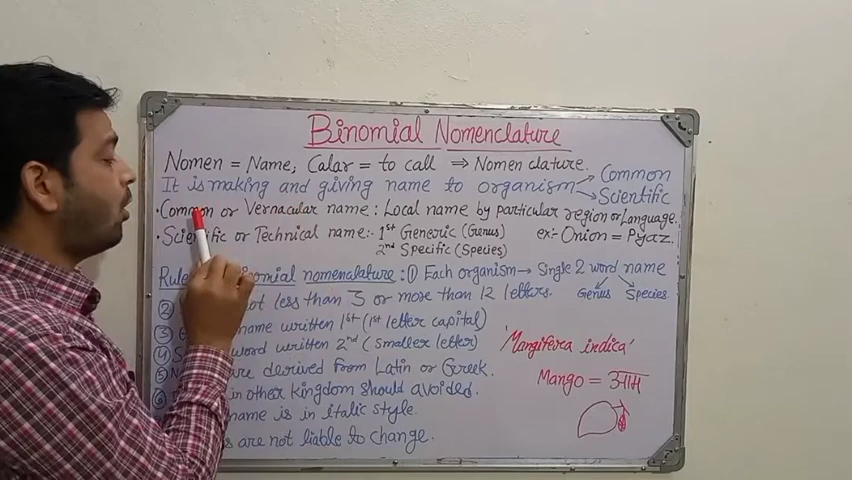 Binomial Nomenclature
Nomen = Name, Calar = to call ⇒ Nomenclature.
It is making and giving name to organism
Common
Scientific
• Common or Vernacular name : Local name by particular region or Language.
• Scientific or Technical name:- 1st Generic (Genus)
ex:- Onion = Pyaz.
2nd Specific (Species)
Binomial nomenclature : ① Each organism → Single 2 word name
Genus Species
② not less than 3 or more than 12 letters.
③ name written 1st (1st letter capital)
④ word written 2nd (smaller letter)
⑤ are derived from Latin or Greek.
⑥ in other kingdom should avoided.
name is in italic style.
are not liable to change.
'Mangifera indica'
Mango = आम